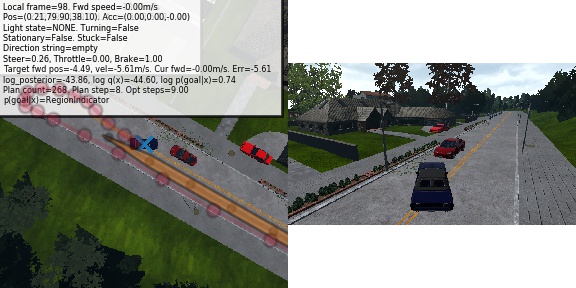 Local frame=98. Fwd speed=-0.00m/s
Pos=(0.21,79.90,38.10). Acc=(0.00,0.00,-0.00)
Light state=NONE. Turning=False
Stationary=False. Stuck=False
Direction string=empty
Steer=0.26, Throttle=0.00, Brake=1.00
Target fwd pos=-4.49, vel=-5.61m/s. Cur fwd=-0.00m/s. Err=-5.61
log_posterior=-43.86, log q(x)=-44.60, log p(goal|x)=0.74
Plan count=268, Plan step=8. Opt steps=9.00
p(goal|x)=RegionIndicator